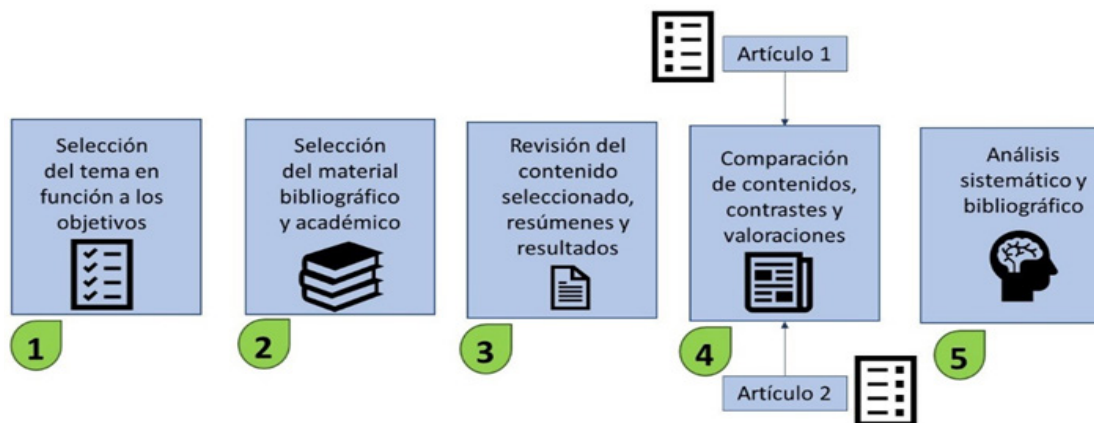 Artículo 1
Selección
del tema en
función a los
objetivos
1
Selección
del material
bibliográfico
y académico
2
Revisión del
contenido
seleccionado,
resúmenes y
resultados
3
Comparación
de contenidos,
contrastes y
valoraciones
4
Análisis
sistemático y
bibliográfico
5
Artículo 2